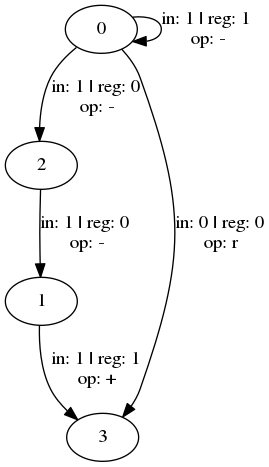 0
in: 1 | reg: 1
op: -
in: 1 | reg: 0
op: -
2
in: 1 | reg: 0
op: -
in: 0 | reg: 0
op: r
1
in: 1 | reg: 1
op: +
3